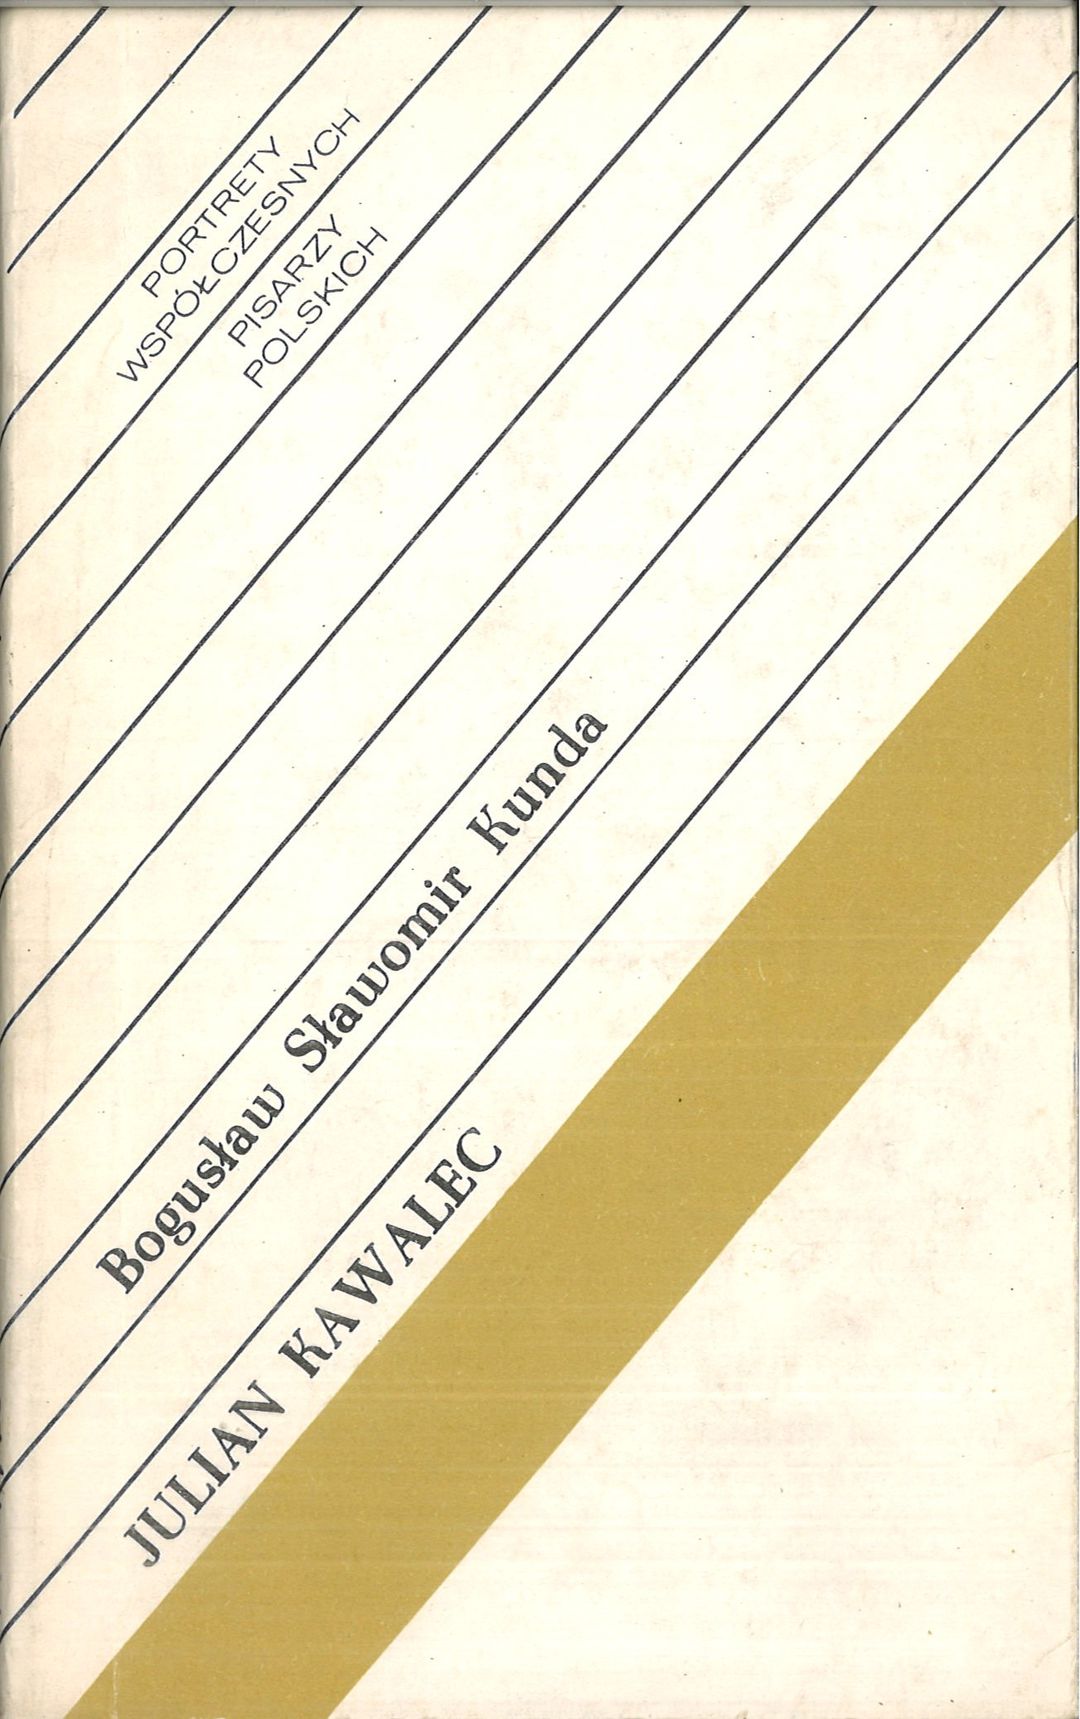 PORTRETY
WSPÓŁCZESNYCH
PISARZY
POLSKICH
Bogusław Sławomir Kunda
JULIAN KAWALEC